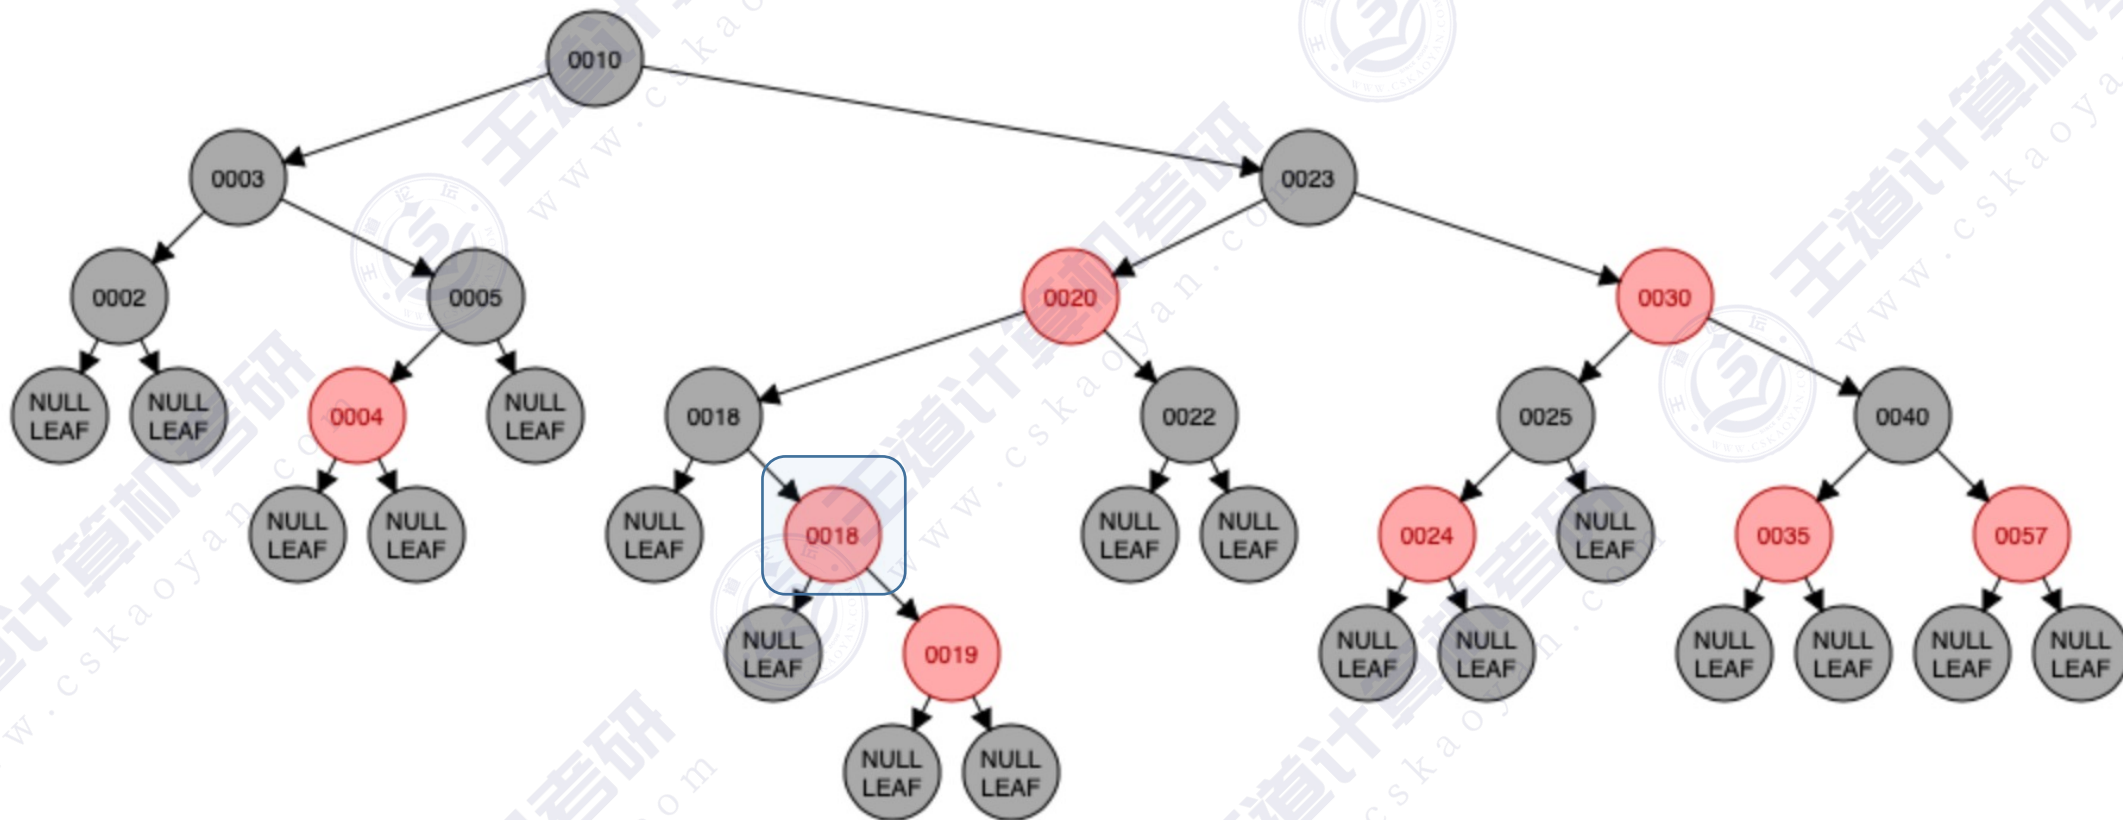 0010
0003
0023
0002
0005
0020
0030
NULL
LEAF
NULL
LEAF
0004
NULL
LEAF
0018
0022
0025
0040
NULL
LEAF
NULL
LEAF
NULL
LEAF
0018
NULL
LEAF
NULL
LEAF
0024
NULL
LEAF
0035
0057
NULL
LEAF
0019
NULL
LEAF
NULL
LEAF
NULL
LEAF
NULL
LEAF
NULL
LEAF
NULL
LEAF
NULL
LEAF
NULL
LEAF
王道计算机考研
www.cskaoyan.com